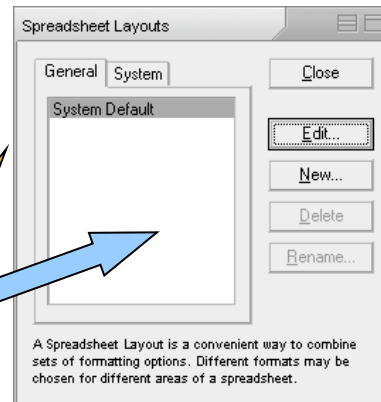 Spreadsheet Layouts
General System
System Default
Close
Edit...
New...
Delete
Rename...
A Spreadsheet Layout is a convenient way to combine
sets of formatting options. Different formats may be
chosen for different areas of a spreadsheet.